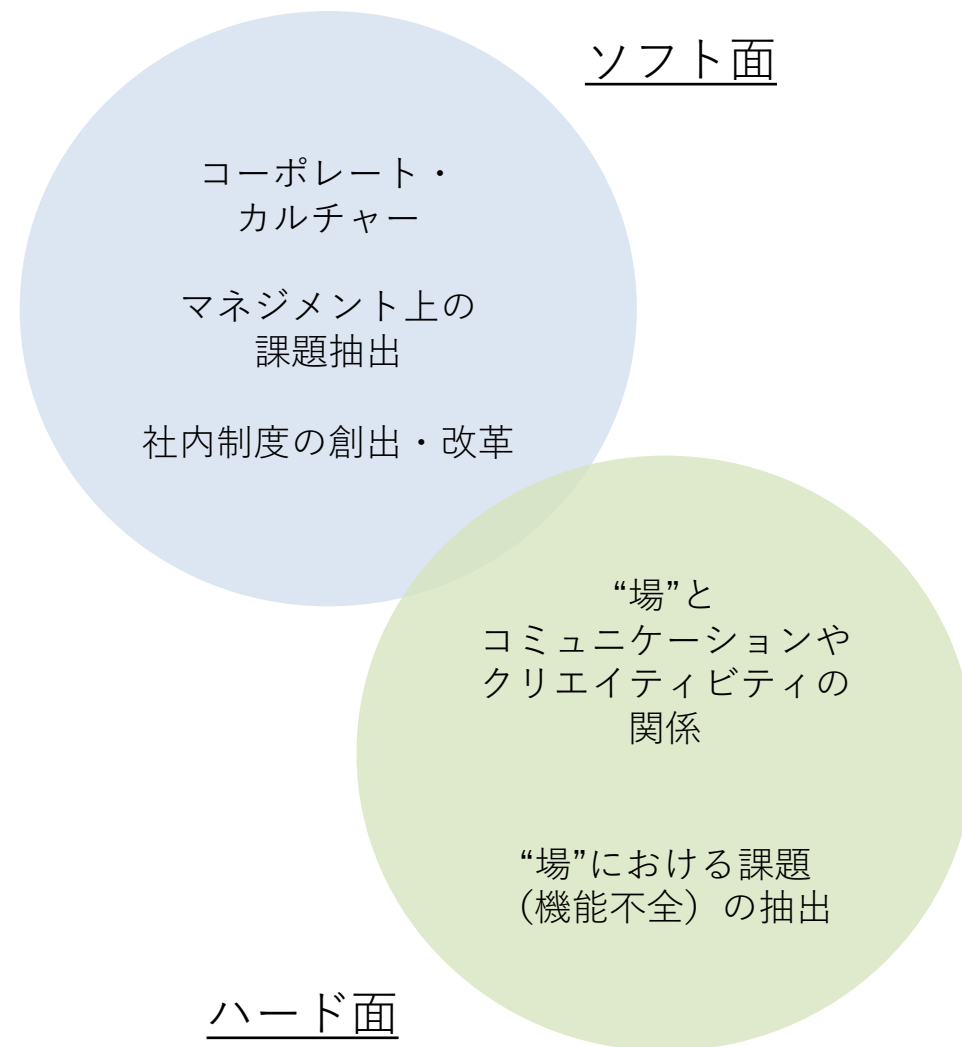 ソフト面
コーポレート・
カルチャー
マネジメント上の
課題抽出
社内制度の創出・改革
“場”と
コミュニケーションや
クリエイティビティの
関係
“場”における課題
（機能不全）の抽出
ハード面